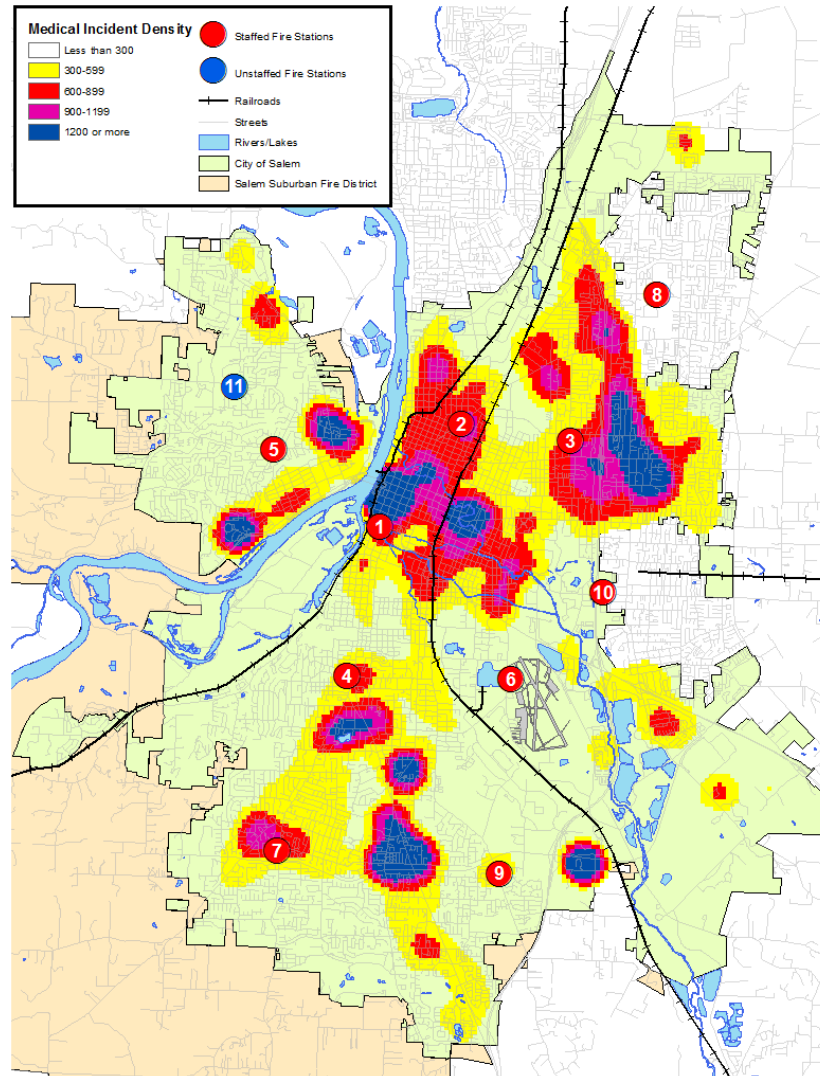 Medical Incident Density
Less than 300
300-599
600-899
900-1199
1200 or more
Staffed Fire Stations
Unstaffed Fire Stations
Railroads
Streets
Rivers/Lakes
City of Salem
Salem Suburban Fire District
8
11
2
3
5
1
10
4
6
7
9